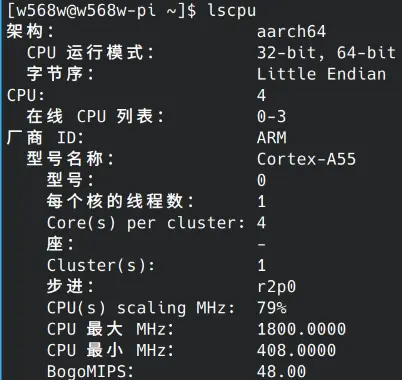 [w568w@w568w-pi ~]$ lscpu
架构： aarch64
CPU 运行模式： 32-bit, 64-bit
字节序： Little Endian
CPU: 4
在线 CPU 列表： 0-3
厂商 ID： ARM
型号名称： Cortex-A55
型号： 0
每个核的线程数： 1
Core(s) per cluster: 4
座： -
Cluster(s): 1
步进： r2p0
CPU(s) scaling MHz: 79%
CPU 最大 MHz： 1800.0000
CPU 最小 MHz： 408.0000
BogoMIPS： 48.00